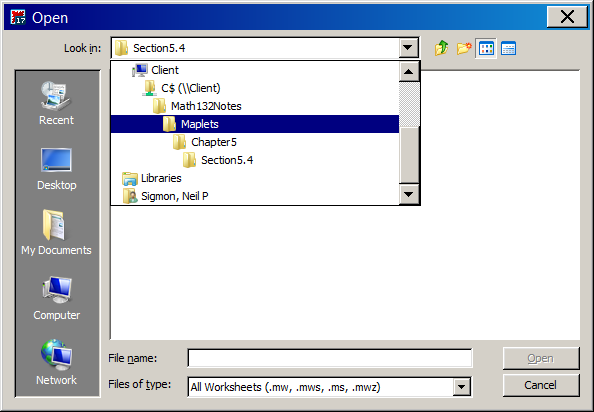 17 Open
Look in: Section5.4
Client
C$ (\\Client)
Math132Notes
Maplets
Chapter5
Section5.4
Libraries
Sigmon, Neil P
Recent
Desktop
My Documents
Computer
Network
File name: Open
Files of type: All Worksheets (.mw, .mws, .ms, .mwz) Cancel